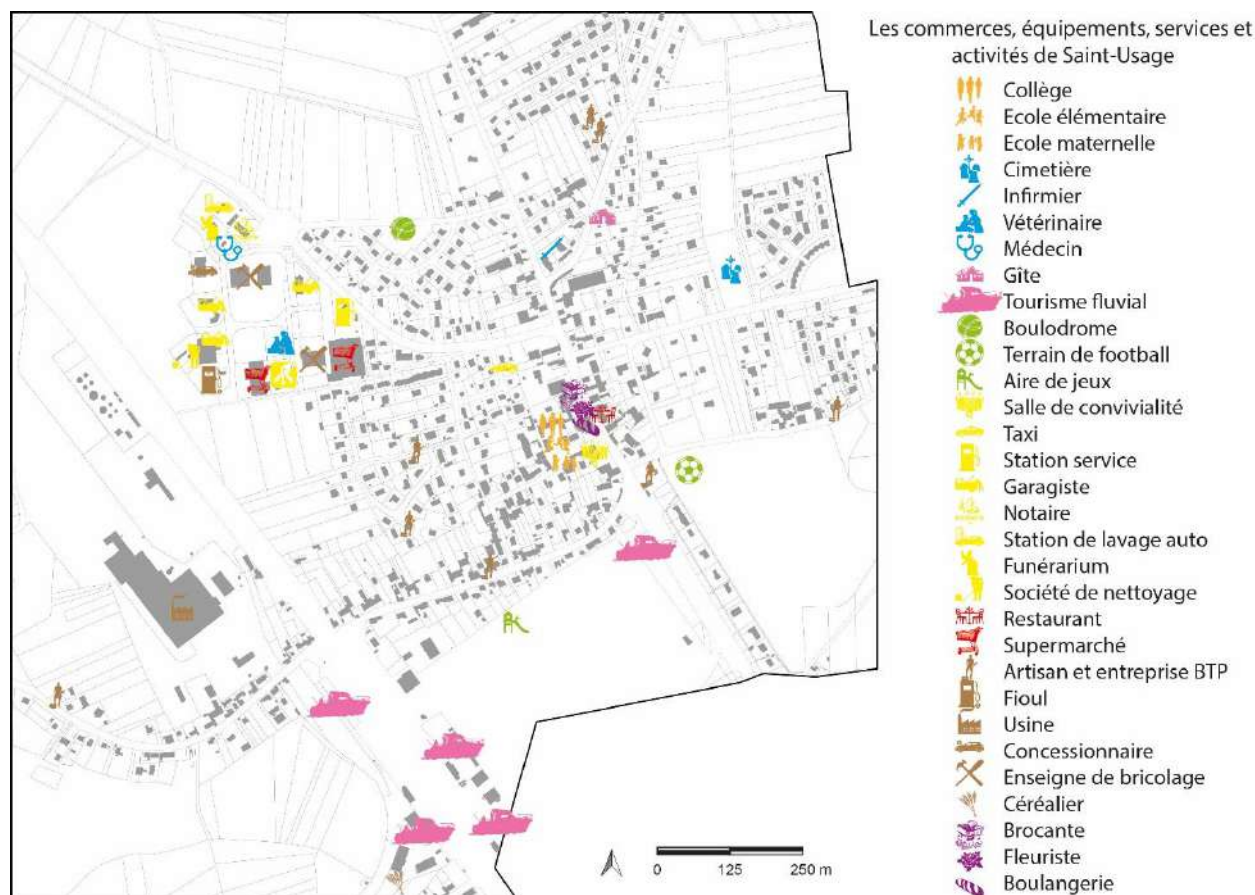 Les commerces, équipements, services et
activités de Saint-Usage
Collège
Ecole élémentaire
Ecole maternelle
Cimetière
Infirmier
Vétérinaire
Médecin
Gîte
Tourisme fluvial
Boulodrome
Terrain de football
Aire de jeux
Salle de convivialité
Taxi
Station service
Garagiste
Notaire
Station de lavage auto
Funérarium
Société de nettoyage
Restaurant
Supermarché
Artisan et entreprise BTP
Fioul
Usine
Concessionnaire
Enseigne de bricolage
Céréalier
Brocante
Fleuriste
Boulangerie
0 125 250 m